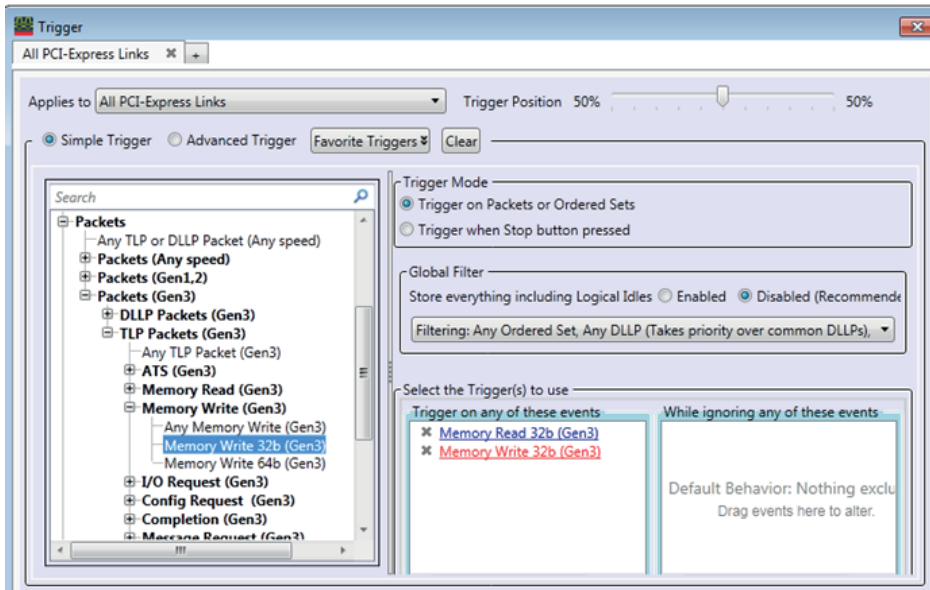 Trigger
All PCI-Express Links
+
Applies to All PCI-Express Links Trigger Position 50% 50%
Simple Trigger Advanced Trigger Favorite Triggers Clear
Search
Packets
Any TLP or DLLP Packet (Any speed)
Packets (Any speed)
Packets (Gen1,2)
Packets (Gen3)
DLLP Packets (Gen3)
TLP Packets (Gen3)
Any TLP Packet (Gen3)
ATS (Gen3)
Memory Read (Gen3)
Memory Write (Gen3)
Any Memory Write (Gen3)
Memory Write 32b (Gen3)
Memory Write 64b (Gen3)
I/O Request (Gen3)
Config Request (Gen3)
Completion (Gen3)
Message Request (Gen3)
Trigger Mode
Trigger on Packets or Ordered Sets
Trigger when Stop button pressed
Global Filter
Store everything including Logical Idles Enabled Disabled (Recommende
Filtering: Any Ordered Set, Any DLLP (Takes priority over common DLLPs),
Select the Trigger(s) to use
Trigger on any of these events
Memory Read 32b (Gen3)
Memory Write 32b (Gen3)
While ignoring any of these events
Default Behavior: Nothing exclu
Drag events here to alter.